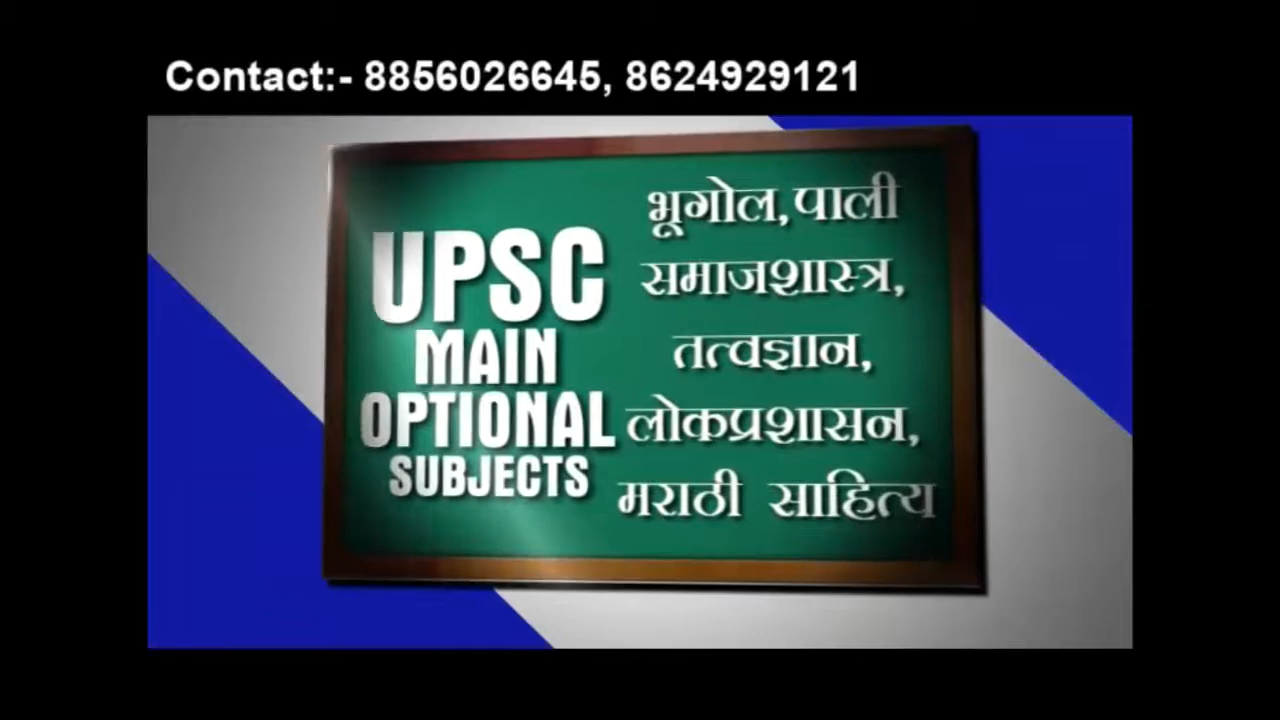 Contact:- 8856026645, 8624929121
UPSC
MAIN
OPTIONAL
SUBJECTS
भूगोल, पाली
समाजशास्त्र,
तत्वज्ञान,
लोकप्रशासन,
मराठी साहित्य